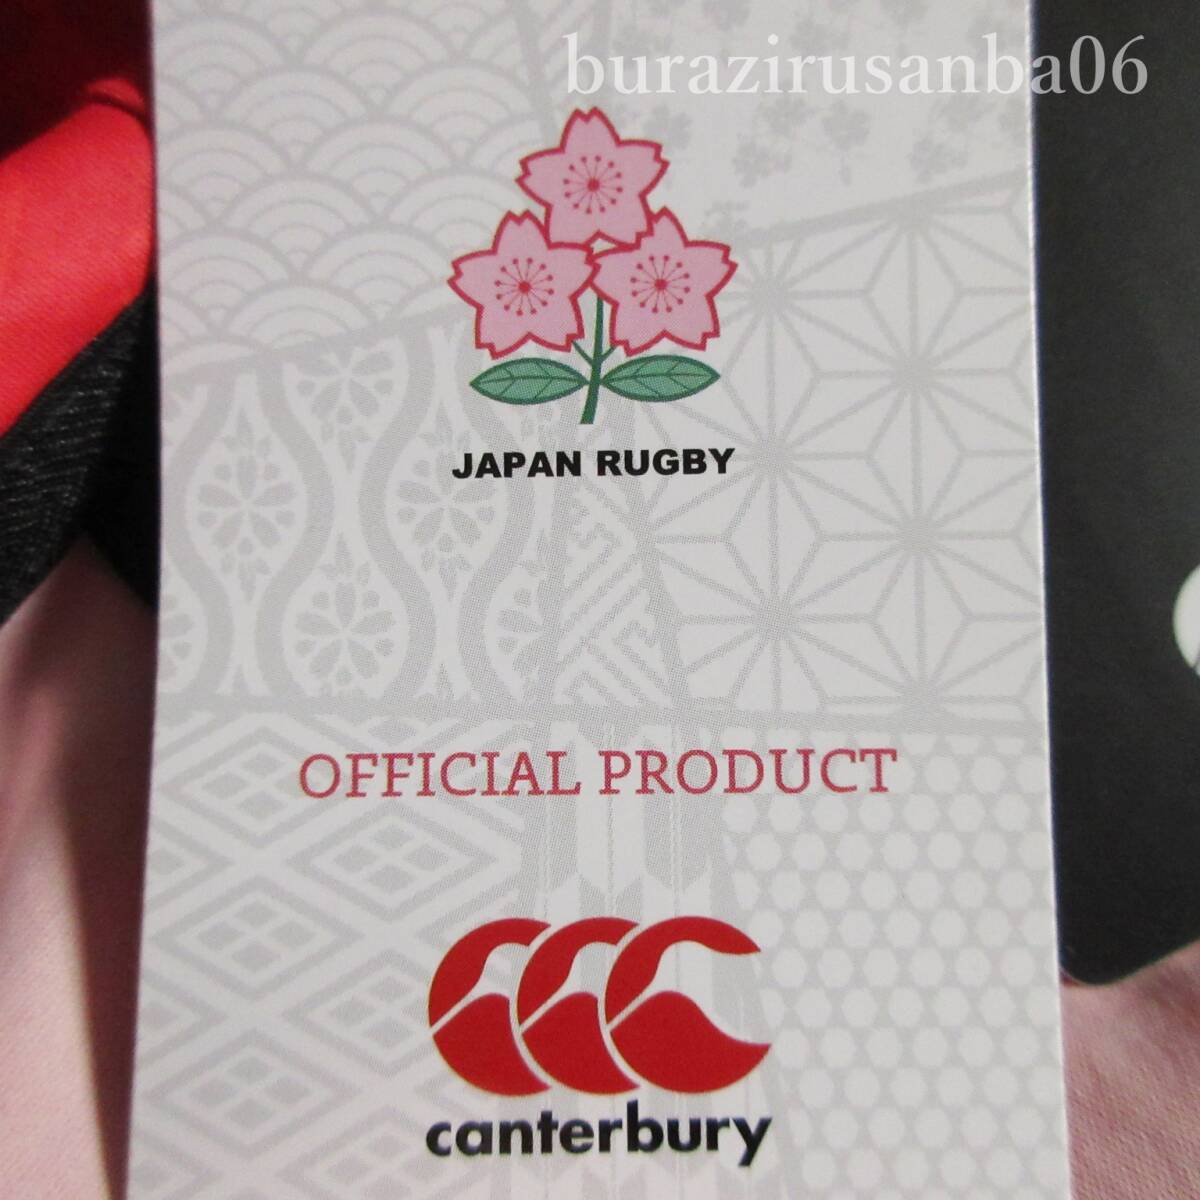 burazirusanba06
JAPAN RUGBY
OFFICIAL PRODUCT
canterbury